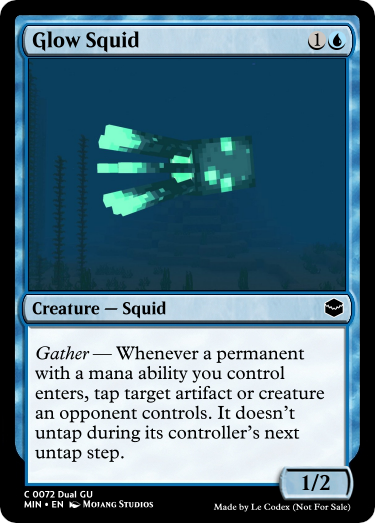 Glow Squid 1
Creature — Squid
Gather — Whenever a permanent
with a mana ability you control
enters, tap target artifact or creature
an opponent controls. It doesn't
untap during its controller's next
untap step.
1/2
C 0072 Dual GU
MIN • EN Mojang Studios
Made by Le Codex (Not For Sale)